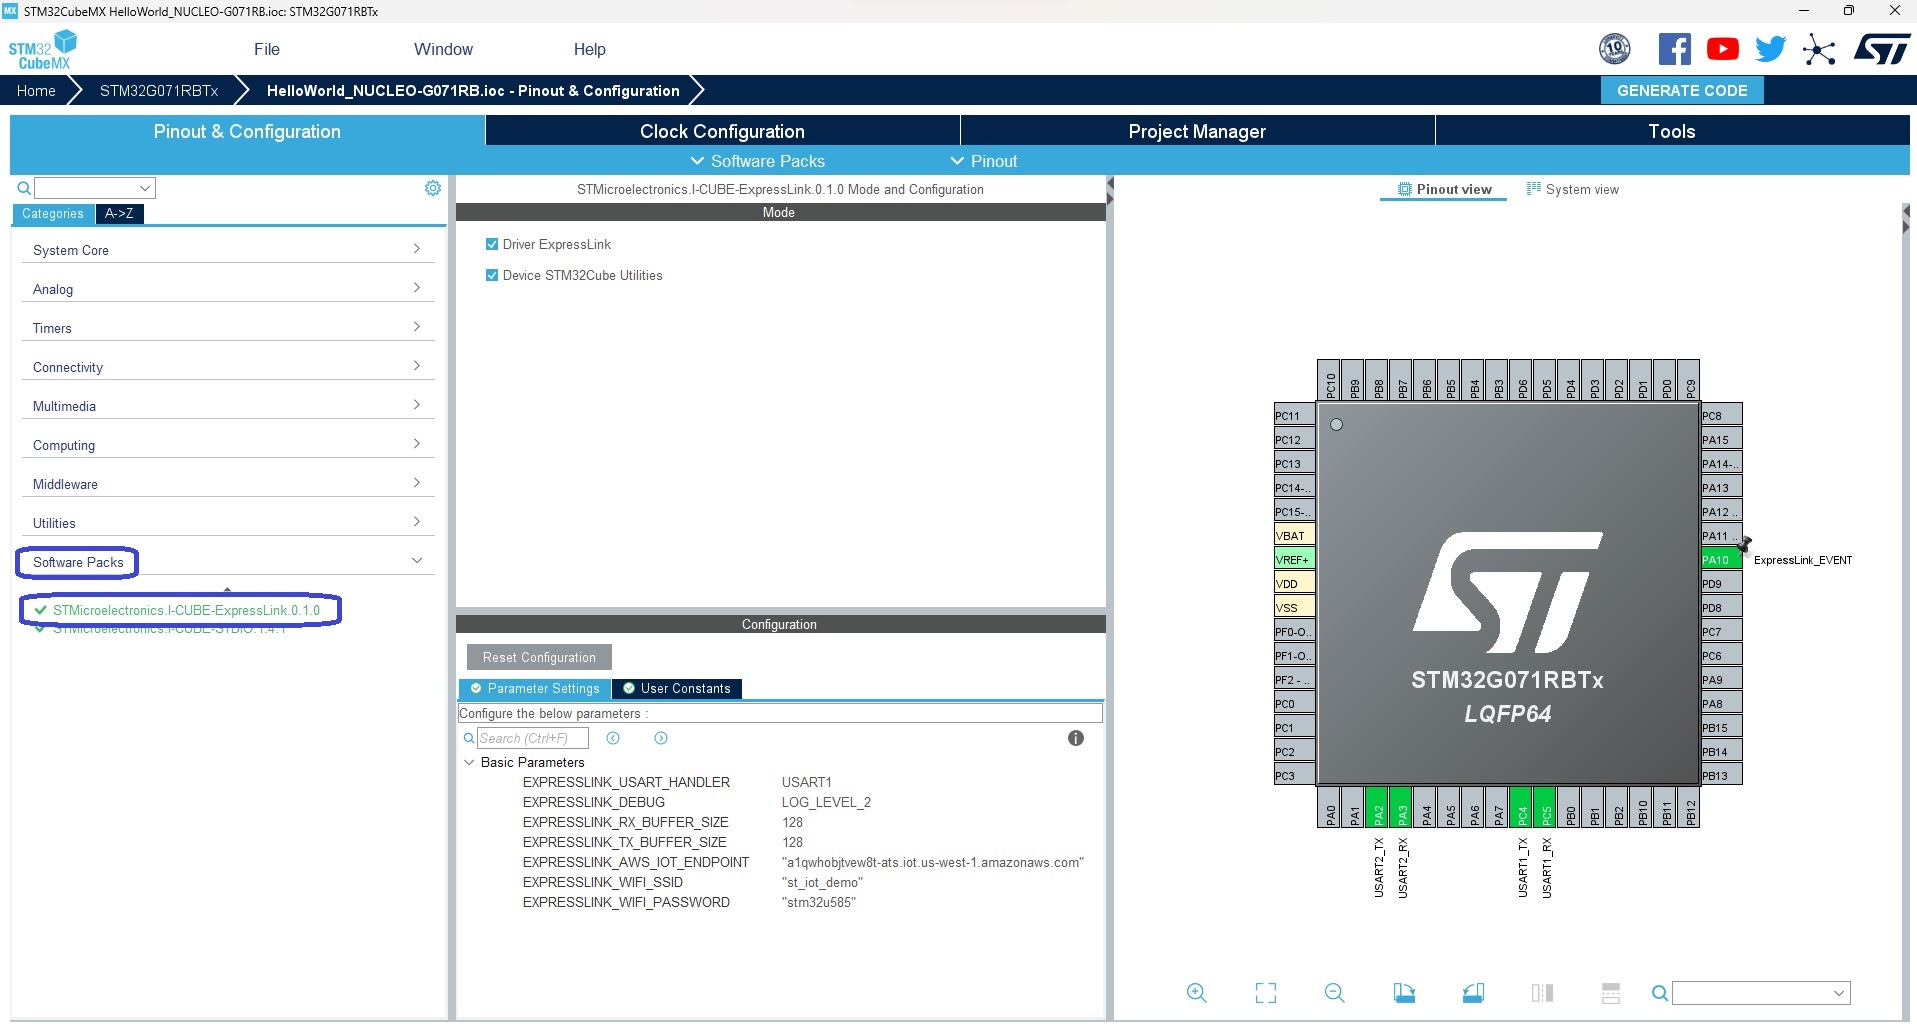 MX STM32CubeMX HelloWorld_NUCLEO-G071RB.ioc: STM32G071RBTx
STM32 CubeMX
File Window Help
10
Home STM32G071RBTx HelloWorld_NUCLEO-G071RB.ioc - Pinout & Configuration GENERATE CODE
Pinout & Configuration Clock Configuration Project Manager Tools
Software Packs Pinout
Categories A->Z
System Core
Analog
Timers
Connectivity
Multimedia
Computing
Middleware
Utilities
Software Packs
STMicroelectronics.I-CUBE-ExpressLink.0.1.0
STMicroelectronics.I-CUBE-STDIO.1.4.1
STMicroelectronics.I-CUBE-ExpressLink.0.1.0 Mode and Configuration
Mode
Driver ExpressLink
Device STM32Cube Utilities
Configuration
Reset Configuration
Parameter Settings User Constants
Configure the below parameters :
Search (Ctrl+F)
Basic Parameters
EXPRESSLINK_USART_HANDLER USART1
EXPRESSLINK_DEBUG LOG_LEVEL_2
EXPRESSLINK_RX_BUFFER_SIZE 128
EXPRESSLINK_TX_BUFFER_SIZE 128
EXPRESSLINK_AWS_IOT_ENDPOINT "a1qwhobjtvew8t-ats.iot.us-west-1.amazonaws.com"
EXPRESSLINK_WIFI_SSID "st_iot_demo"
EXPRESSLINK_WIFI_PASSWORD "stm32u585"
Pinout view System view
PC10 PB9 PB8 PB7 PB6 PB5 PB4 PB3 PD6 PD5 PD4 PD3 PD2 PD1 PD0 PC9
PC11 PC8
PC12 PA15
PC13 PA14-..
PC14-.. PA13
PC15-.. PA12 ..
VBAT PA11 ..
VREF+ PA10 ExpressLink_EVENT
VDD PD9
VSS PD8
PF0-O.. PC7
PF1-O.. PC6
PF2 - .. PA9
PC0 PA8
PC1 PB15
PC2 PB14
PC3 PB13
STM32G071RBTx
LQFP64
PA0 PA1 PA2 PA3 PA4 PA5 PA6 PA7 PC4 PC5 PB0 PB1 PB2 PB10 PB11 PB12
USART2_TX USART2_RX USART1_TX USART1_RX